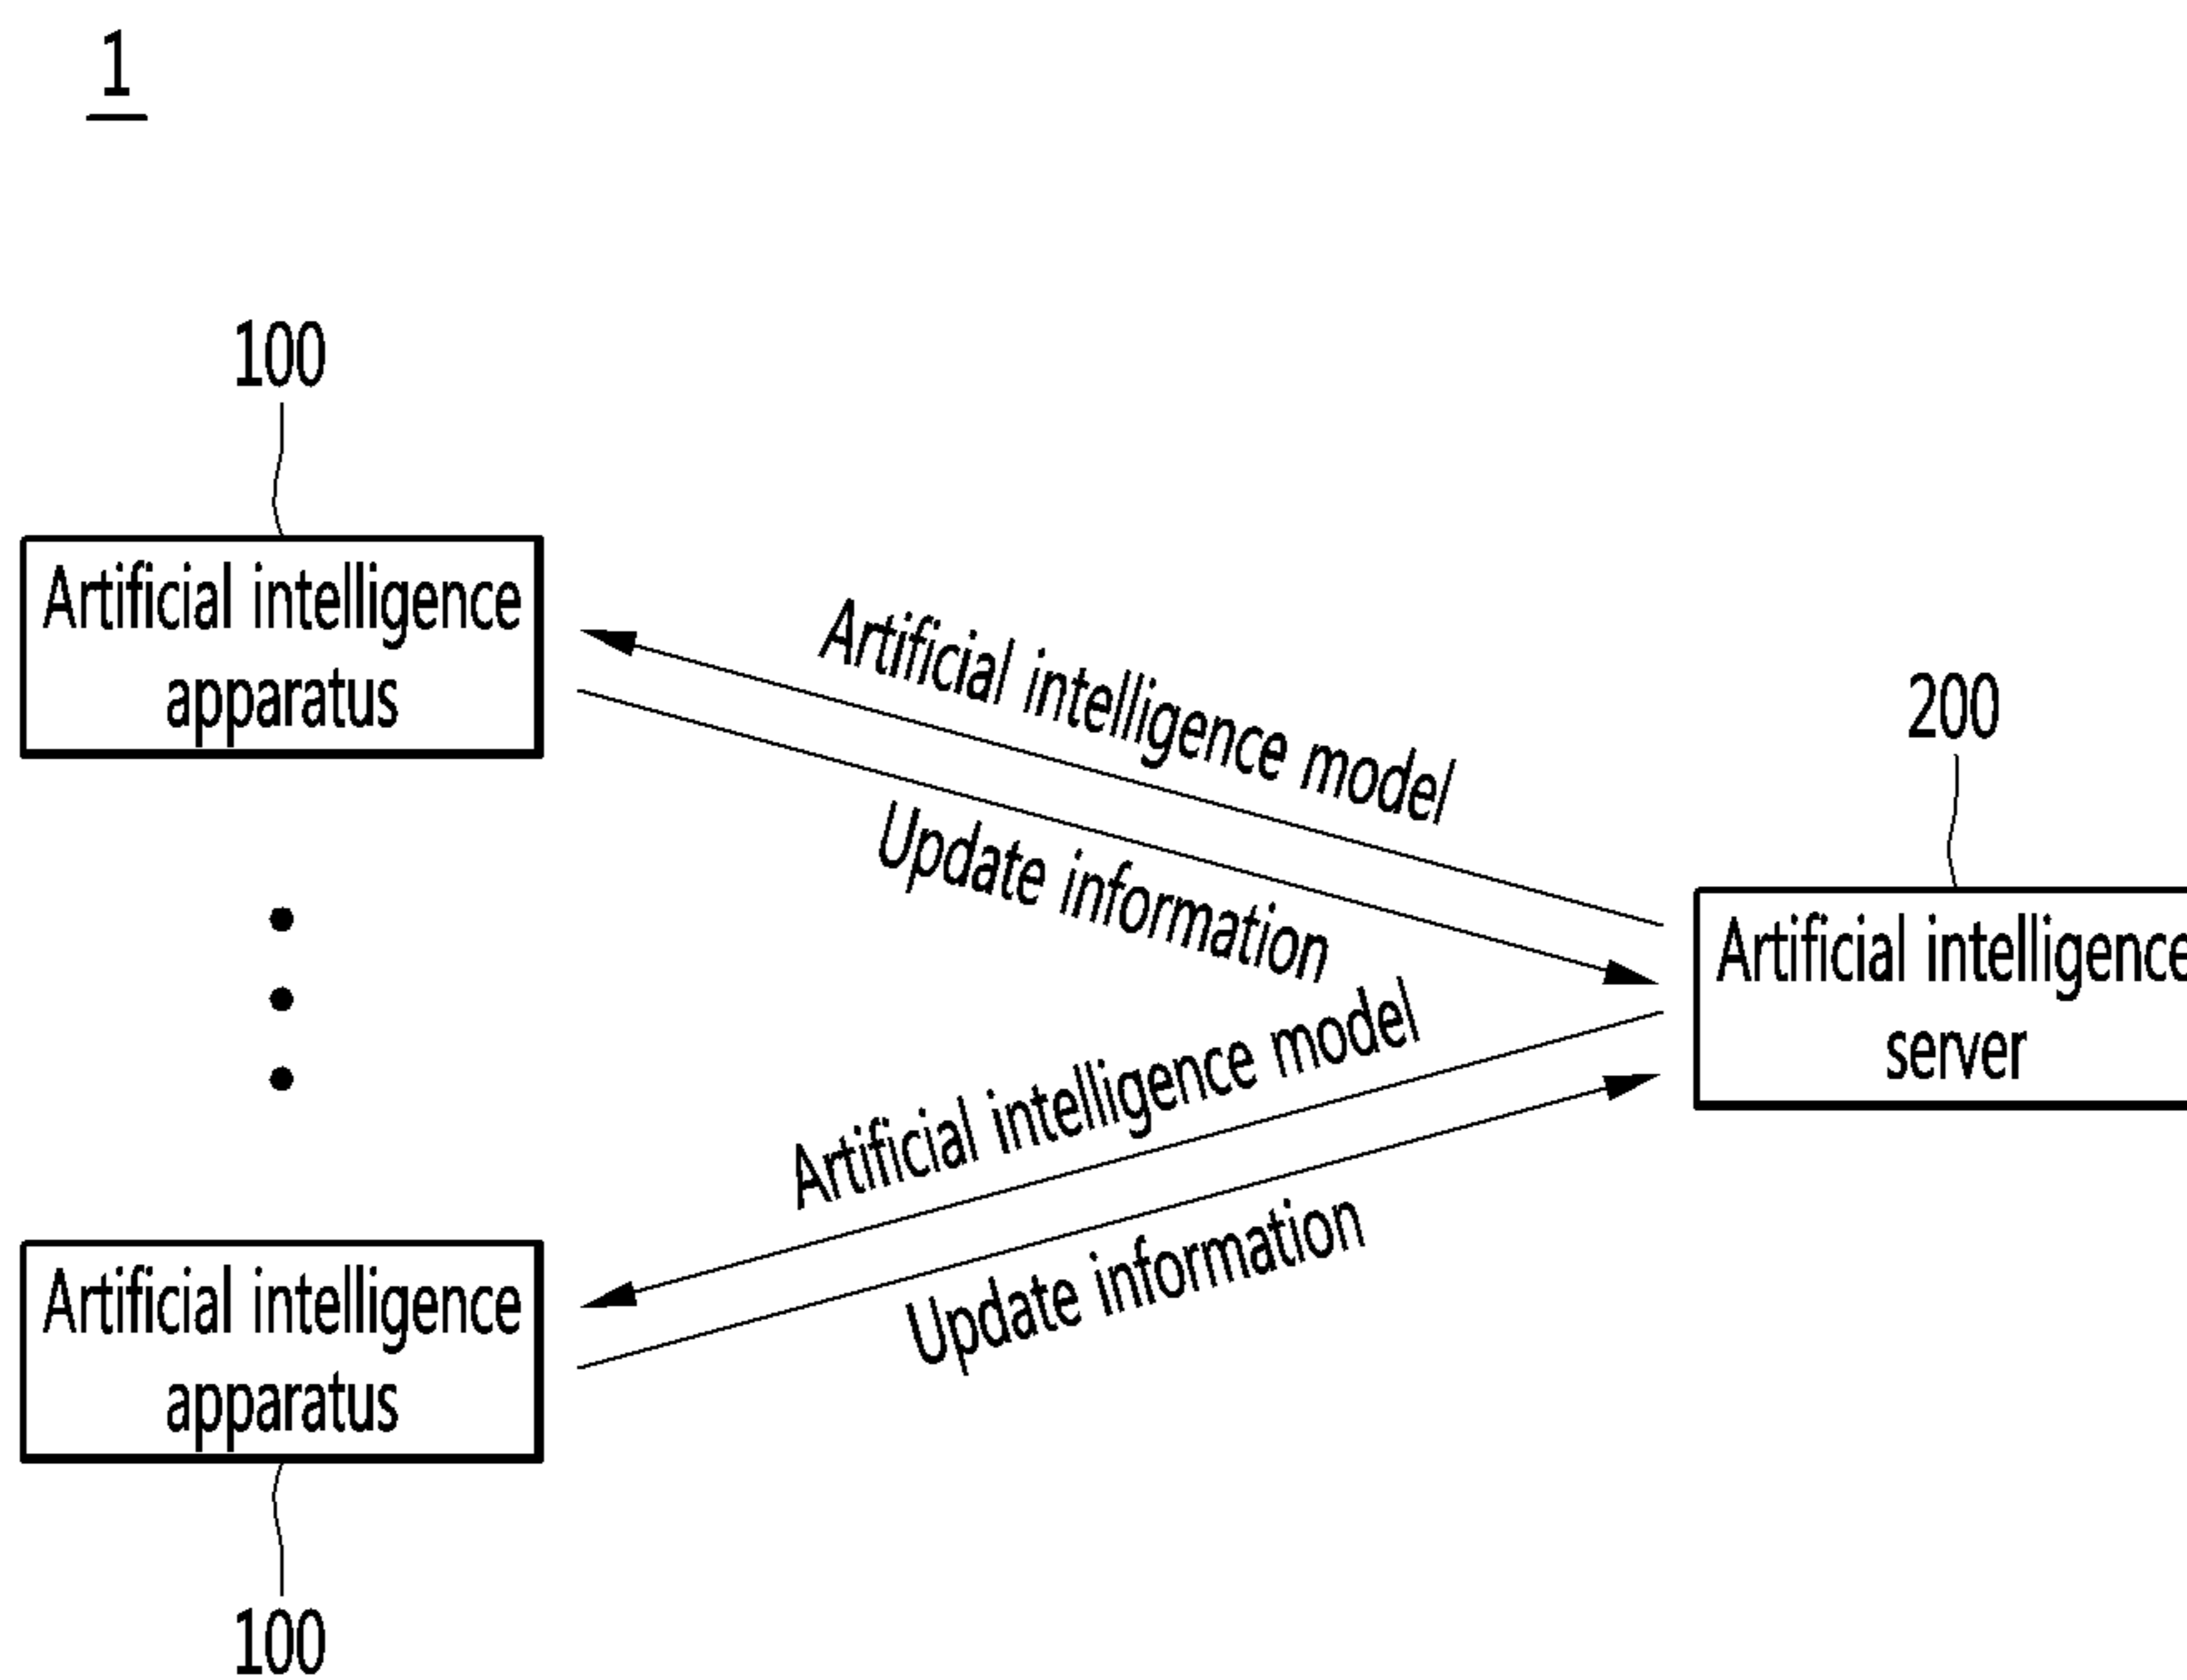 1
100
Artificial intelligence
apparatus
Artificial intelligence model
Update information
200
Artificial intelligence
server
Artificial intelligence model
Update information
Artificial intelligence
apparatus
100